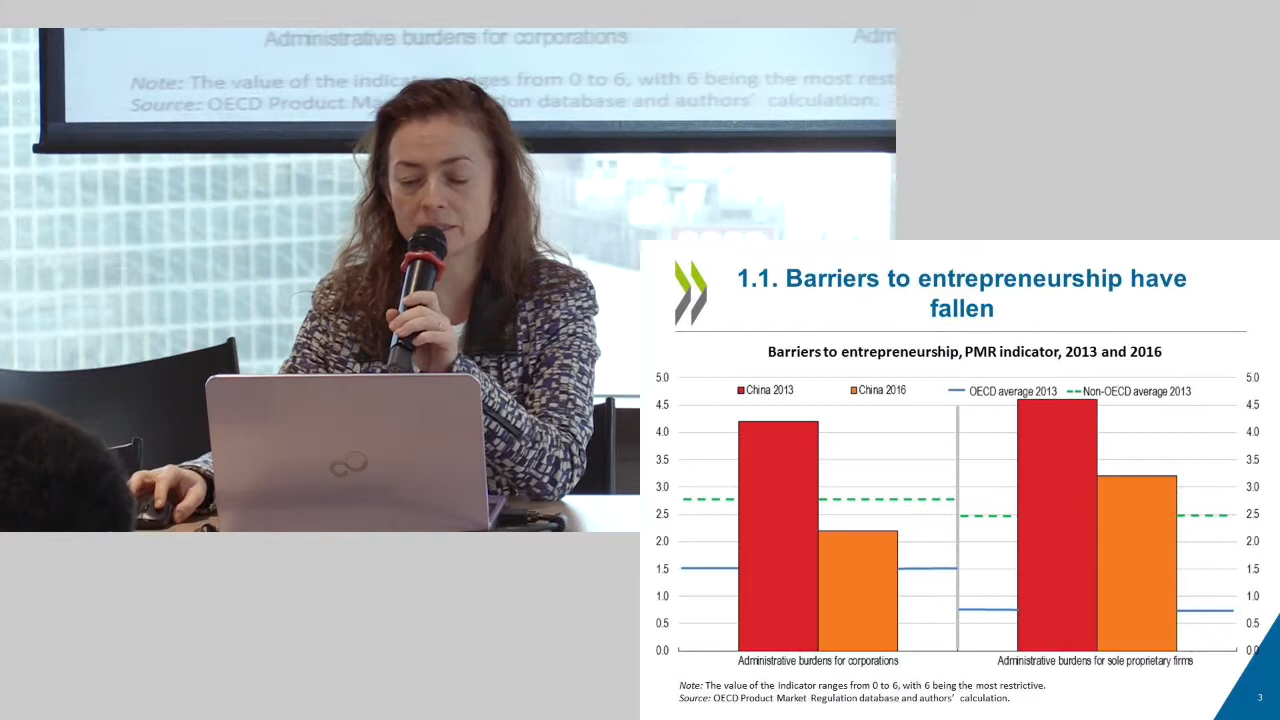 Administrative burdens for corporations
Adm
Note: The value of the indicator ranges from 0 to 6, with 6 being the most rest
Source: OECD Product Ma ion database and authors' calculation.
1.1. Barriers to entrepreneurship have
fallen
Barriers to entrepreneurship, PMR indicator, 2013 and 2016
5.0 5.0
China 2013 China 2016 OECD average 2013 Non-OECD average 2013
4.5 4.5
4.0 4.0
3.5 3.5
3.0 3.0
2.5 2.5
2.0 2.0
1.5 1.5
1.0 1.0
0.5 0.5
0.0 0.0
Administrative burdens for corporations Administrative burdens for sole proprietary firms
Note: The value of the indicator ranges from 0 to 6, with 6 being the most restrictive.
Source: OECD Product Market Regulation database and authors' calculation.
3